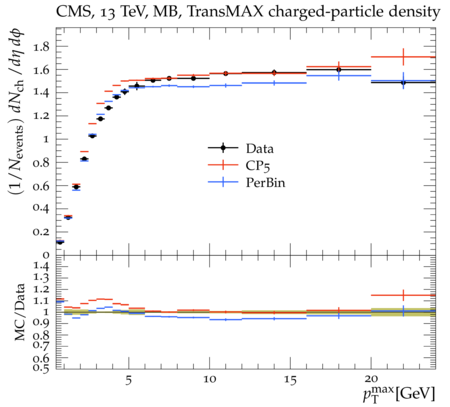 CMS, 13 TeV, MB, TransMAX charged-particle density
(1/N_events) dN_ch/dη dϕ
1.6
1.4
1.2
1
0.8
0.6
0.4
0.2
0
Data
CP5
PerBin
MC/Data
1.4
1.3
1.2
1.1
1
0.9
0.8
0.7
0.6
0.5
5 10 15 20
p_T^max[GeV]